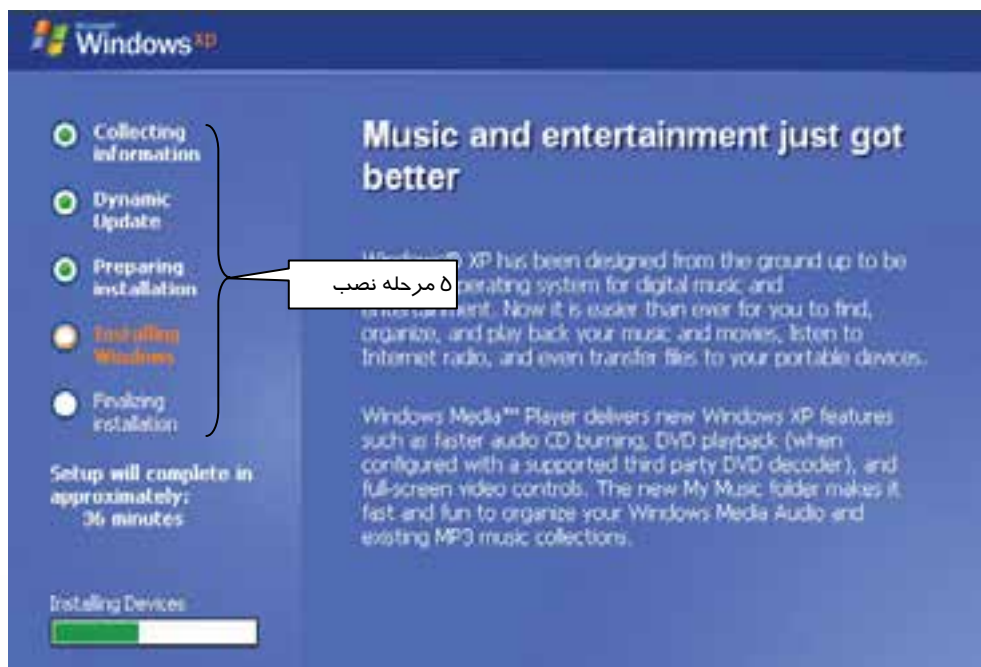 Microsoft
Windows xp
Collecting
information
Dynamic
Update
Preparing
installation
Installing
Windows
Finalizing
installation
Setup will complete in
approximately:
36 minutes
Installing Devices
۵ مرحله نصب
Music and entertainment just got
better
XP has been designed from the ground up to be
operating system for digital music and
entertainment. Now it is easier than ever for you to find,
organize, and play back your music and movies, listen to
Internet radio, and even transfer files to your portable devices.
Windows Media™ Player delivers new Windows XP features
such as faster audio CD burning, DVD playback (when
configured with a supported third party DVD decoder), and
full-screen video controls. The new My Music folder makes it
fast and fun to organize your Windows Media Audio and
existing MP3 music collections.